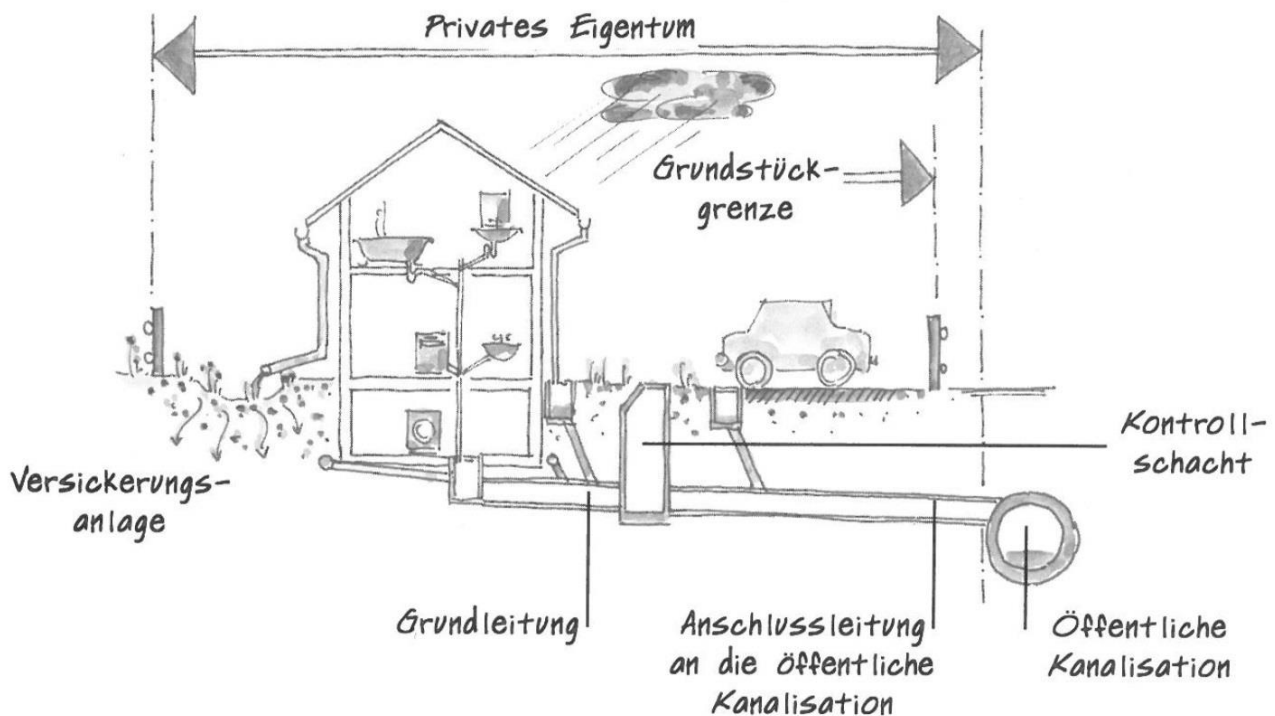 Privates Eigentum
Grundstück-
grenze
Kontroll-
schacht
Versickerungs-
anlage
Grundleitung
Anschlussleitung
an die öffentliche
Kanalisation
Öffentliche
Kanalisation